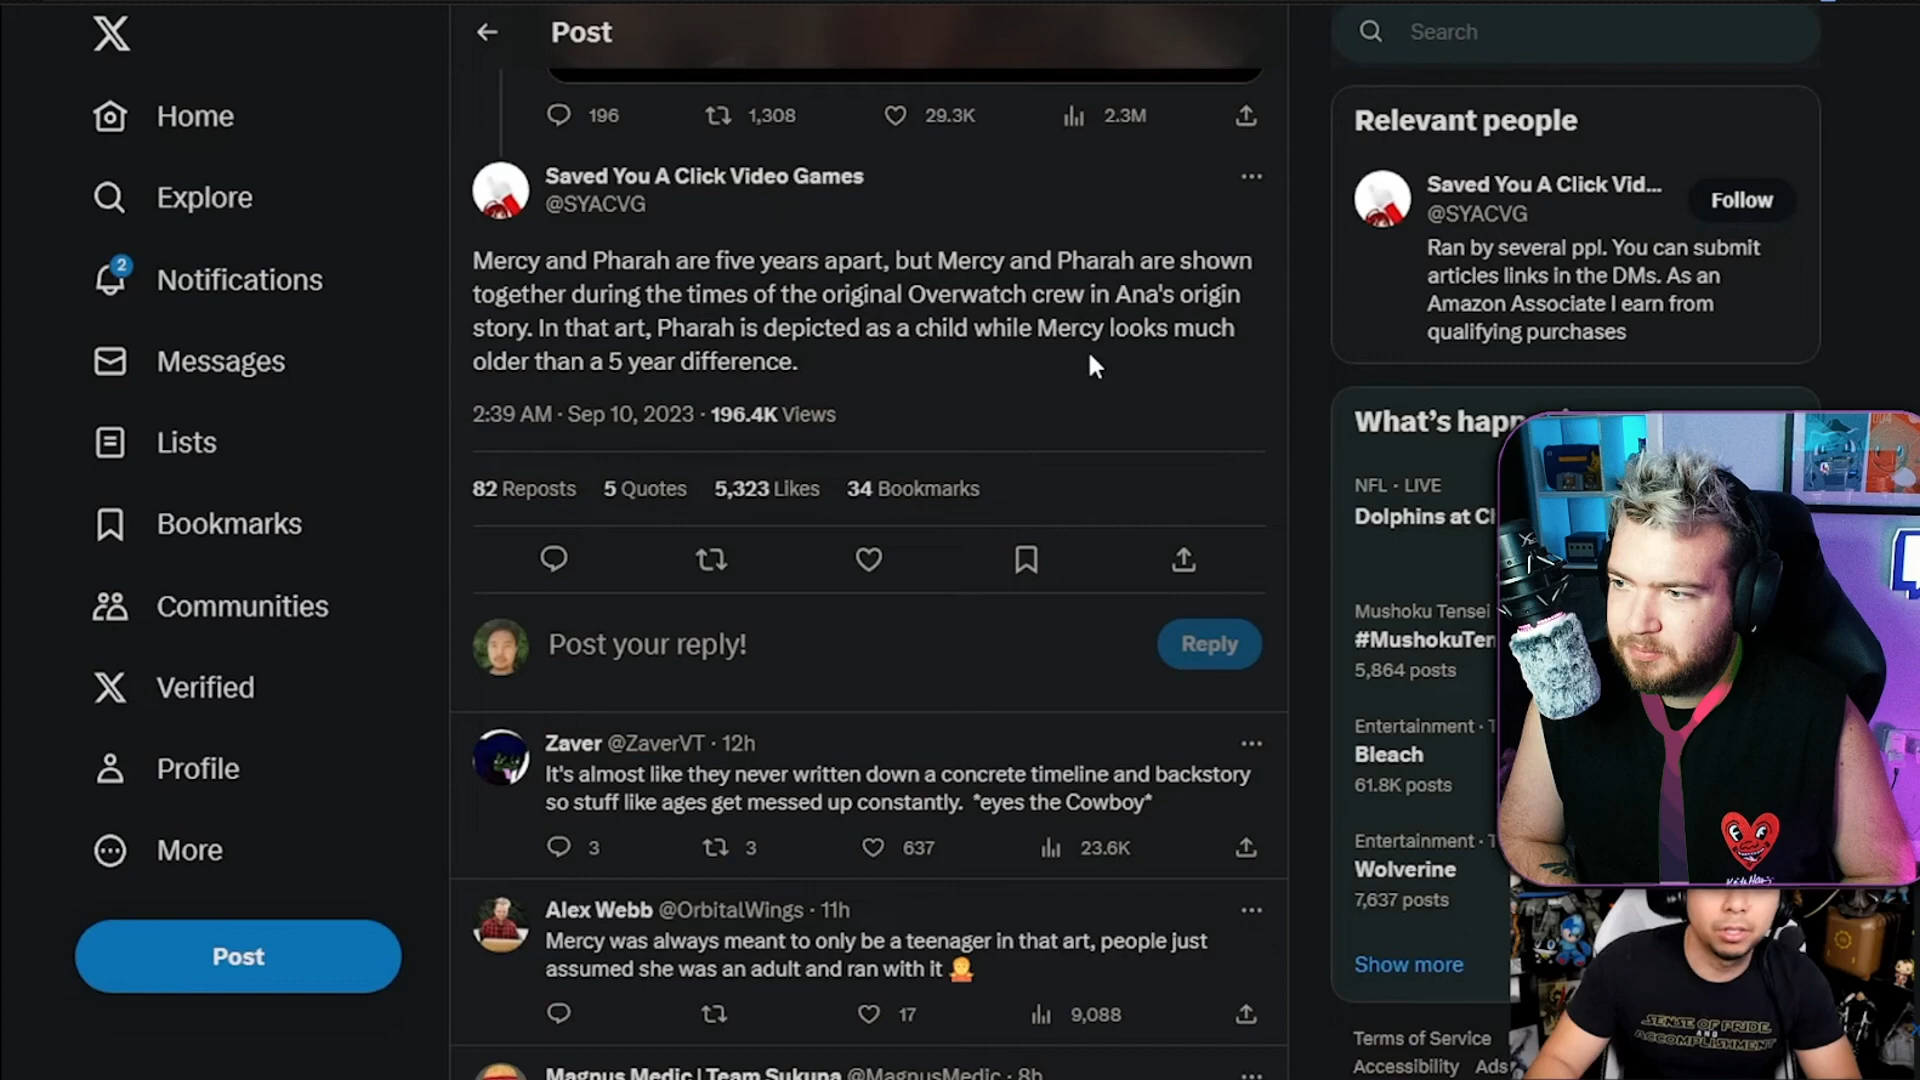 Home
Explore
2
Notifications
Messages
Lists
Bookmarks
Communities
Verified
Profile
More
Post
Post
196
1,308
29.3K
2.3M
Saved You A Click Video Games
@SYACVG
Mercy and Pharah are five years apart, but Mercy and Pharah are shown
together during the times of the original Overwatch crew in Ana's origin
story. In that art, Pharah is depicted as a child while Mercy looks much
older than a 5 year difference.
2:39 AM · Sep 10, 2023 · 196.4K Views
82 Reposts 5 Quotes 5,323 Likes 34 Bookmarks
Post your reply!
Reply
Zaver @ZaverVT · 12h
It's almost like they never written down a concrete timeline and backstory
so stuff like ages get messed up constantly. *eyes the Cowboy*
3 3 637 23.6K
Alex Webb @OrbitalWings · 11h
Mercy was always meant to only be a teenager in that art, people just
assumed she was an adult and ran with it
17 9,088
Magnus Medic | Team Sukuna @MagnusMedic · 8h
Search
Relevant people
Saved You A Click Vid...
@SYACVG
Follow
Ran by several ppl. You can submit
articles links in the DMs. As an
Amazon Associate I earn from
qualifying purchases
What's happ
NFL · LIVE
Dolphins at Ch
Mushoku Tensei
#MushokuTen
5,864 posts
Entertainment · T
Bleach
61.8K posts
Entertainment · T
Wolverine
7,637 posts
Show more
Terms of Service
Accessibility Ads
SENSE OF PRIDE
AND
ACCOMPLISHMENT